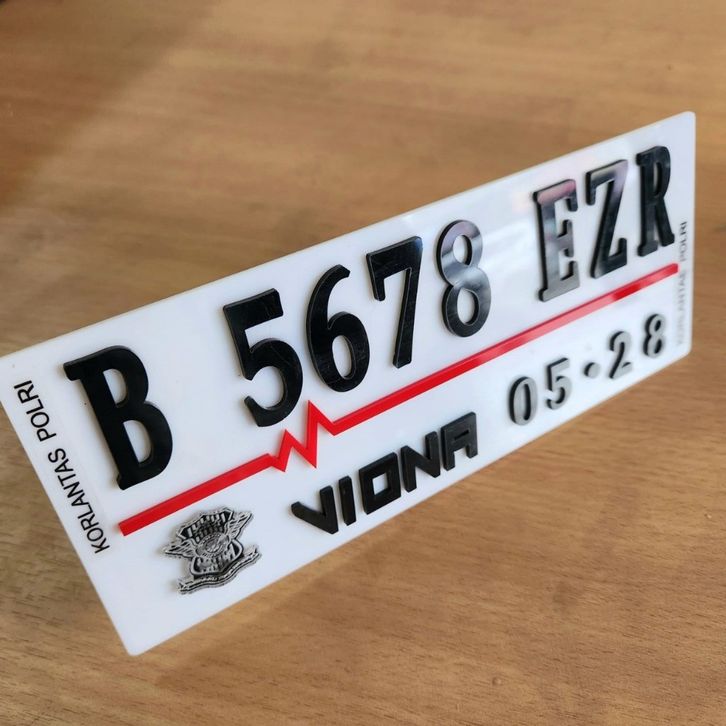 B 5678 EZR
VIONA
05·28
KORLANTAS POLRI
KORLANTAS POLRI